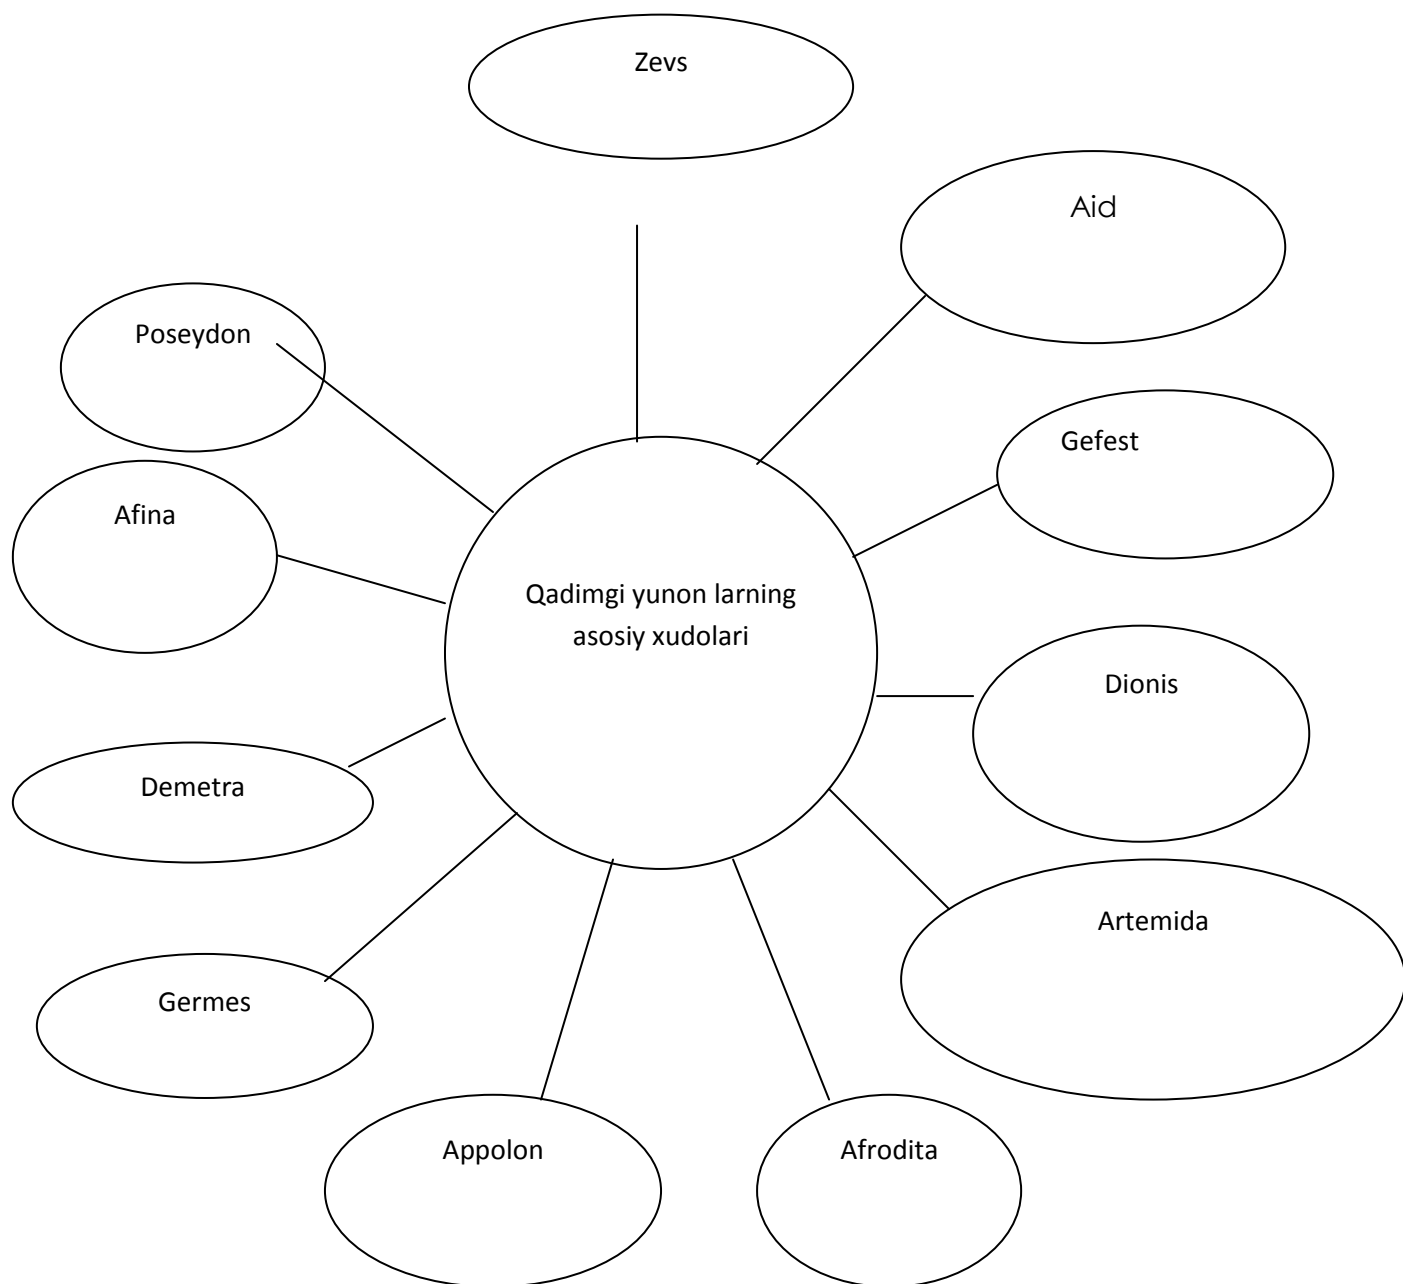 Zevs
Aid
Poseydon
Gefest
Afina
Qadimgi yunon larning
asosiy xudolari
Dionis
Demetra
Artemida
Germes
Appolon
Afrodita